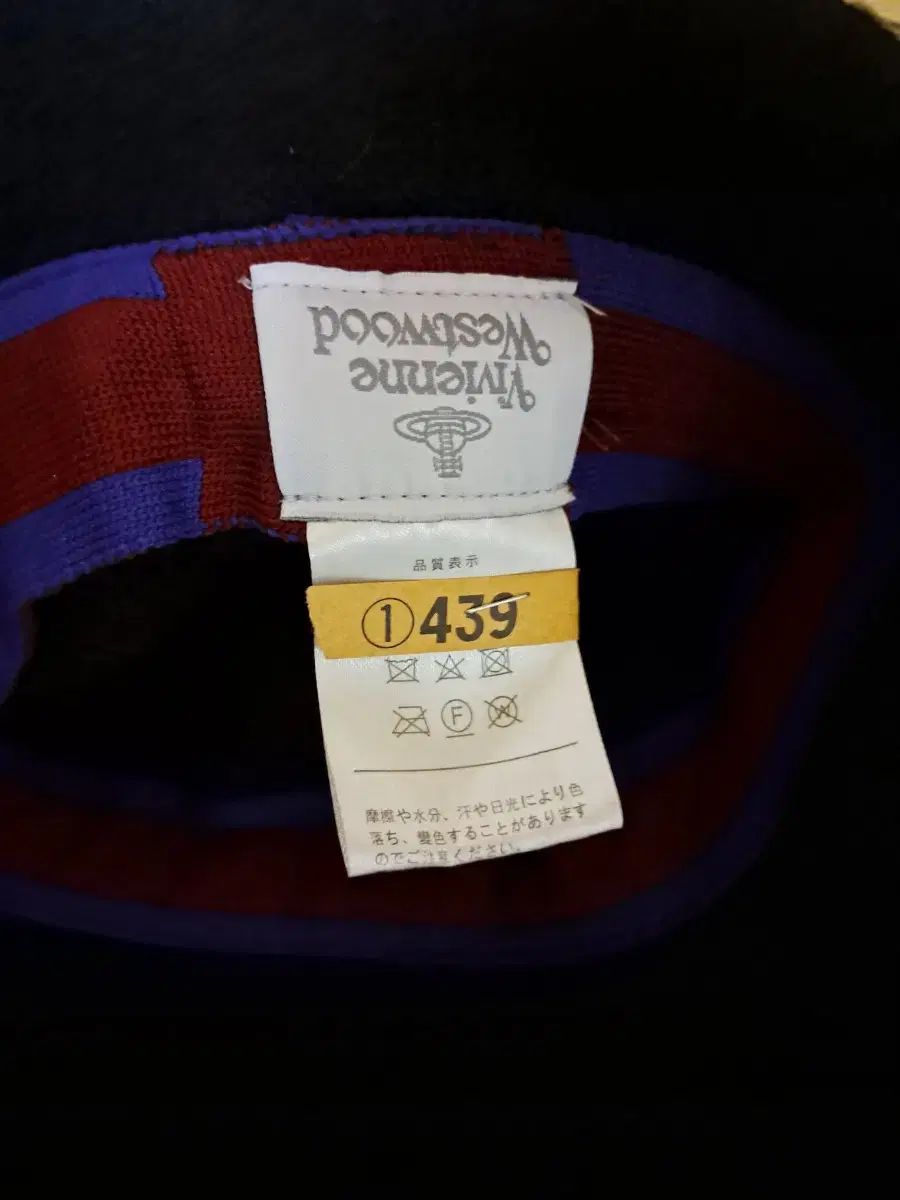 Vivienne
Westwood
品質表示
①439
F
W
摩擦や水分、汗や日光により色
落ち、變色することがあります
のでご注意ください。